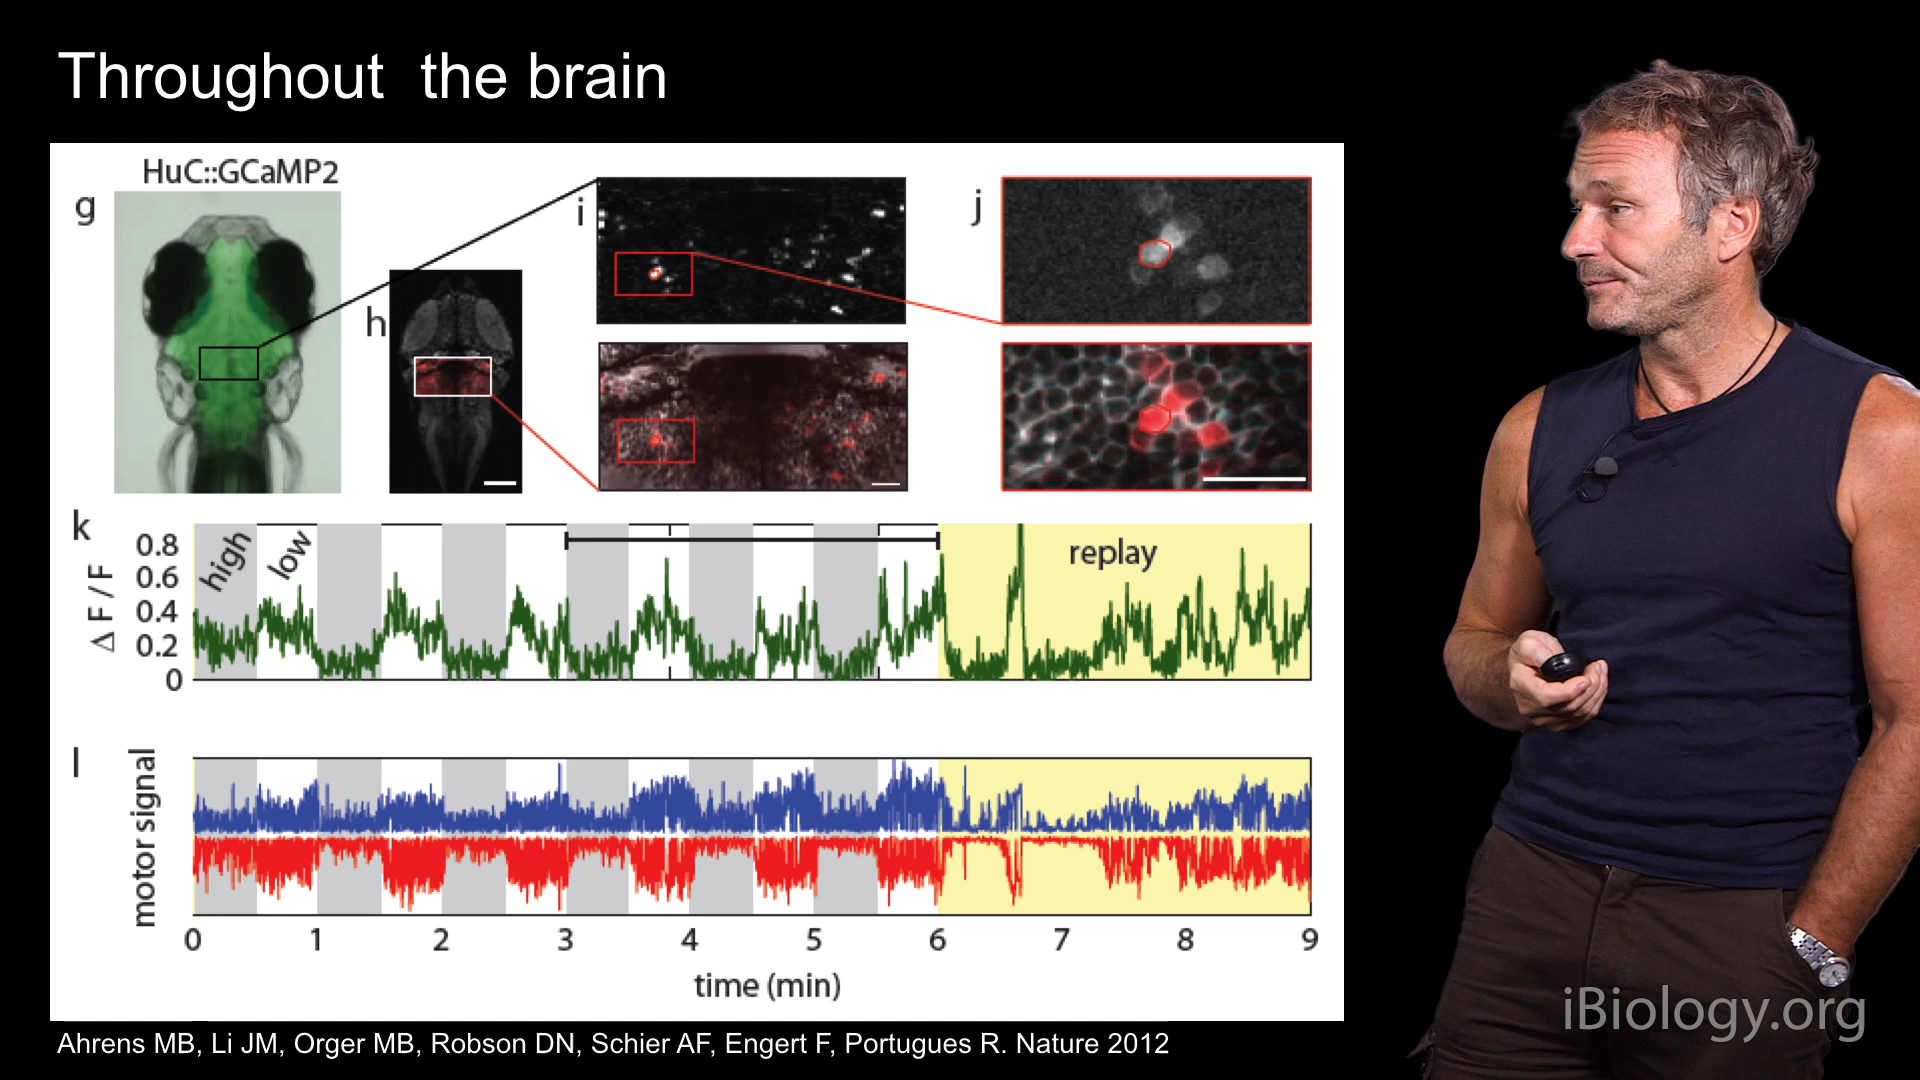 Throughout the brain
HuC::GCaMP2
g
h
i
j
k
high
low
replay
0.8
0.6
0.4
0.2
0
Δ F / F
l
motor signal
0 1 2 3 4 5 6 7 8 9
time (min)
Ahrens MB, Li JM, Orger MB, Robson DN, Schier AF, Engert F, Portugues R. Nature 2012
iBiology.org